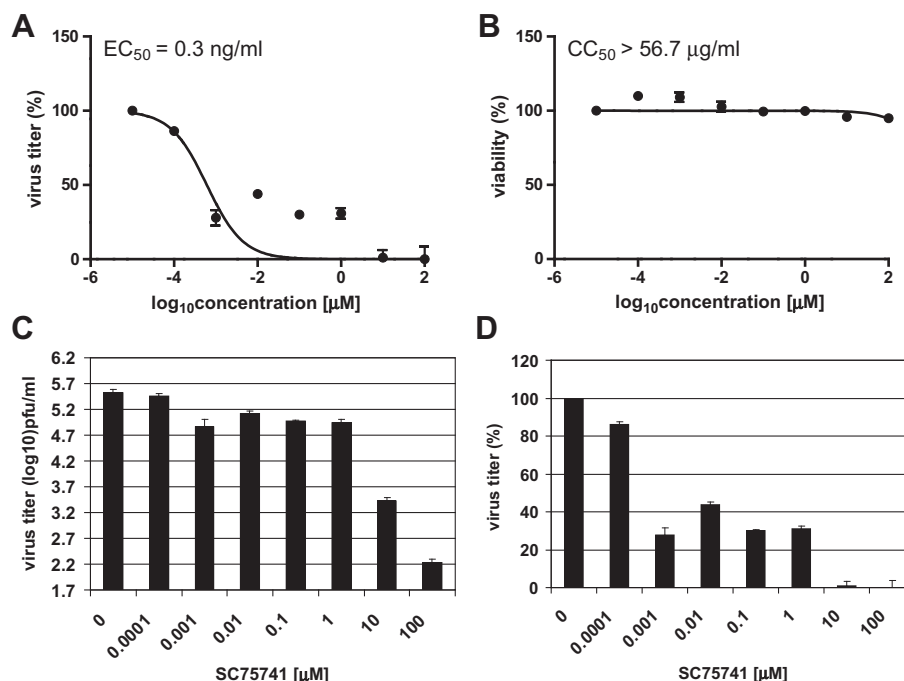 A
EC50 = 0.3 ng/ml
150
100
50
0
-6 -4 -2 0 2
virus titer (%)
log10concentration [µM]
B
CC50 > 56.7 µg/ml
150
100
50
0
-6 -4 -2 0 2
viability (%)
log10concentration [µM]
C
6.2
5.7
5.2
4.7
4.2
3.7
3.2
2.7
2.2
1.7
virus titer (log10)pfu/ml
0 0.0001 0.001 0.01 0.1 1 10 100
SC75741 [µM]
D
120
100
80
60
40
20
0
virus titer (%)
0 0.0001 0.001 0.01 0.1 1 10 100
SC75741 [µM]